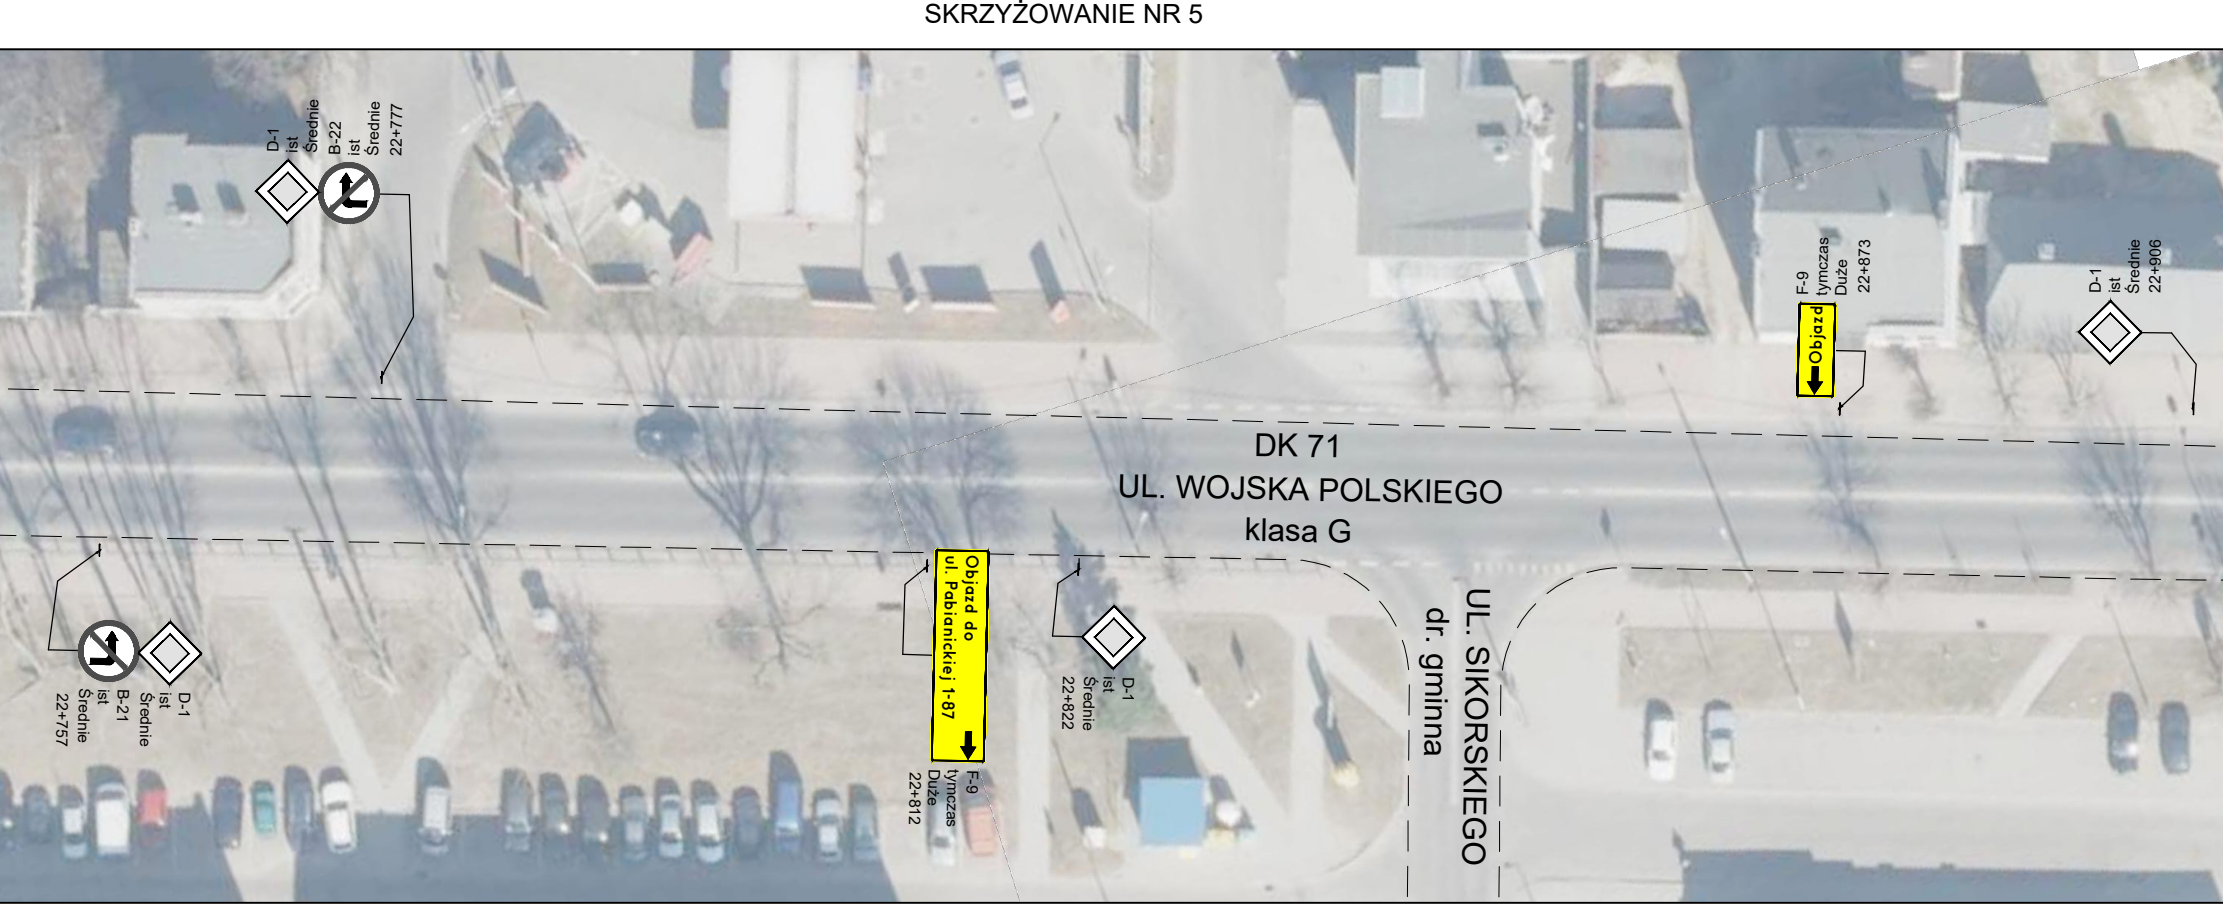 SKRZYŻOWANIE NR 5
D-1
ist
Średnie
B-22
ist
Średnie
22+777
F-9
tymczas
Duże
22+873
Objazd
D-1
ist
Średnie
22+906
DK 71
UL. WOJSKA POLSKIEGO
klasa G
D-1
ist
Średnie
B-21
ist
Średnie
22+757
Objazd do
ul. Pabianickiej 1-87
F-9
tymczas
Duże
22+812
D-1
ist
Średnie
22+822
UL. SIKORSKIEGO
dr. gminna